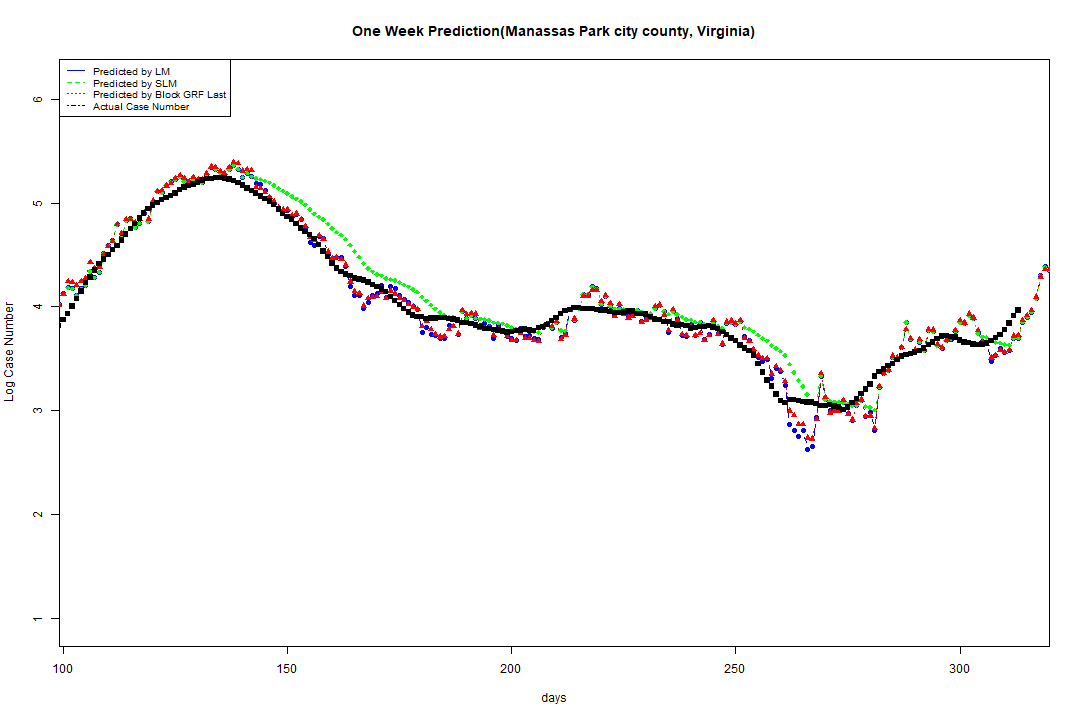 One Week Prediction(Manassas Park city county, Virginia)
Predicted by LM
Predicted by SLM
Predicted by Block GRF Last
Actual Case Number
6
5
4
3
2
1
Log Case Number
100 150 200 250 300
days